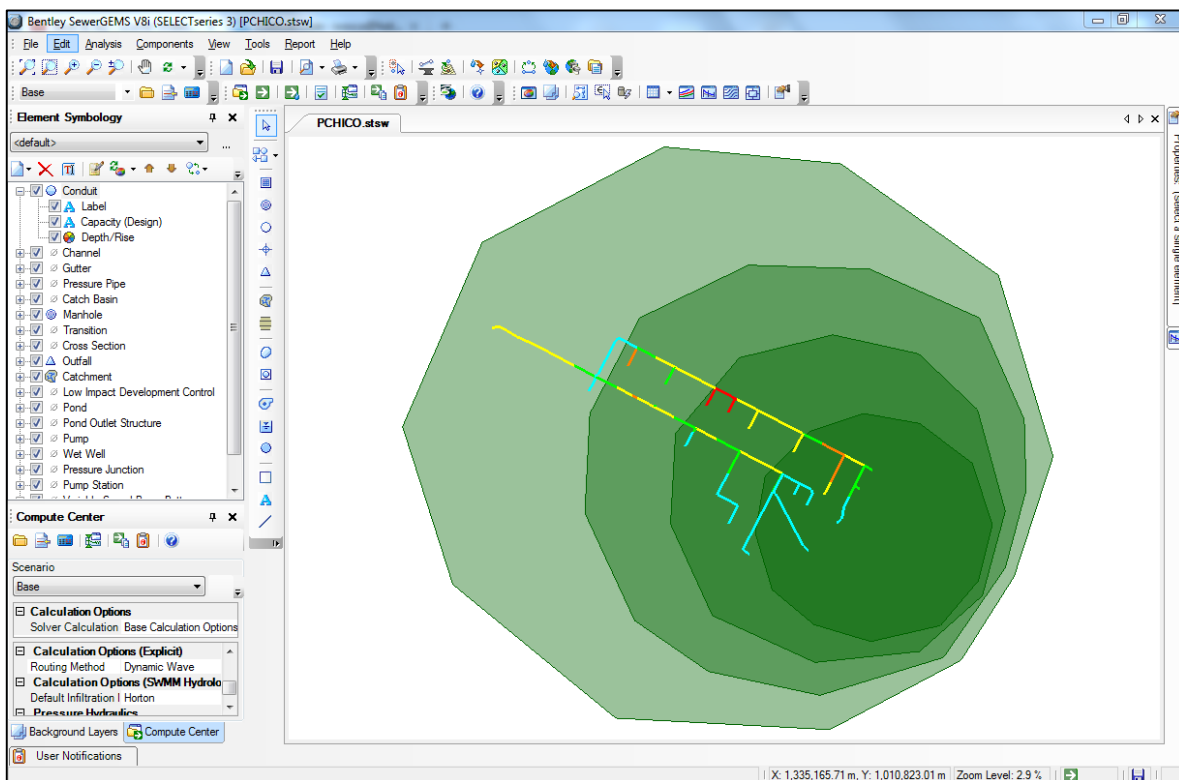 Bentley SewerGEMS V8i (SELECTseries 3) [PCHICO.stsw]
File Edit Analysis Components View Tools Report Help
Base
Element Symbology
<default>
...
Conduit
Label
Capacity (Design)
Depth/Rise
Channel
Gutter
Pressure Pipe
Catch Basin
Manhole
Transition
Cross Section
Outfall
Catchment
Low Impact Development Control
Pond
Pond Outlet Structure
Pump
Wet Well
Pressure Junction
Pump Station
Compute Center
Scenario
Base
Calculation Options
Solver Calculation Base Calculation Options
Calculation Options (Explicit)
Routing Method Dynamic Wave
Calculation Options (SWMM Hydrolo
Default Infiltration I Horton
Pressure Hydraulics
Background Layers Compute Center
User Notifications
PCHICO.stsw
Properties: (select a single element)
X: 1,335,165.71 m, Y: 1,010,823.01 m Zoom Level: 2.9 %